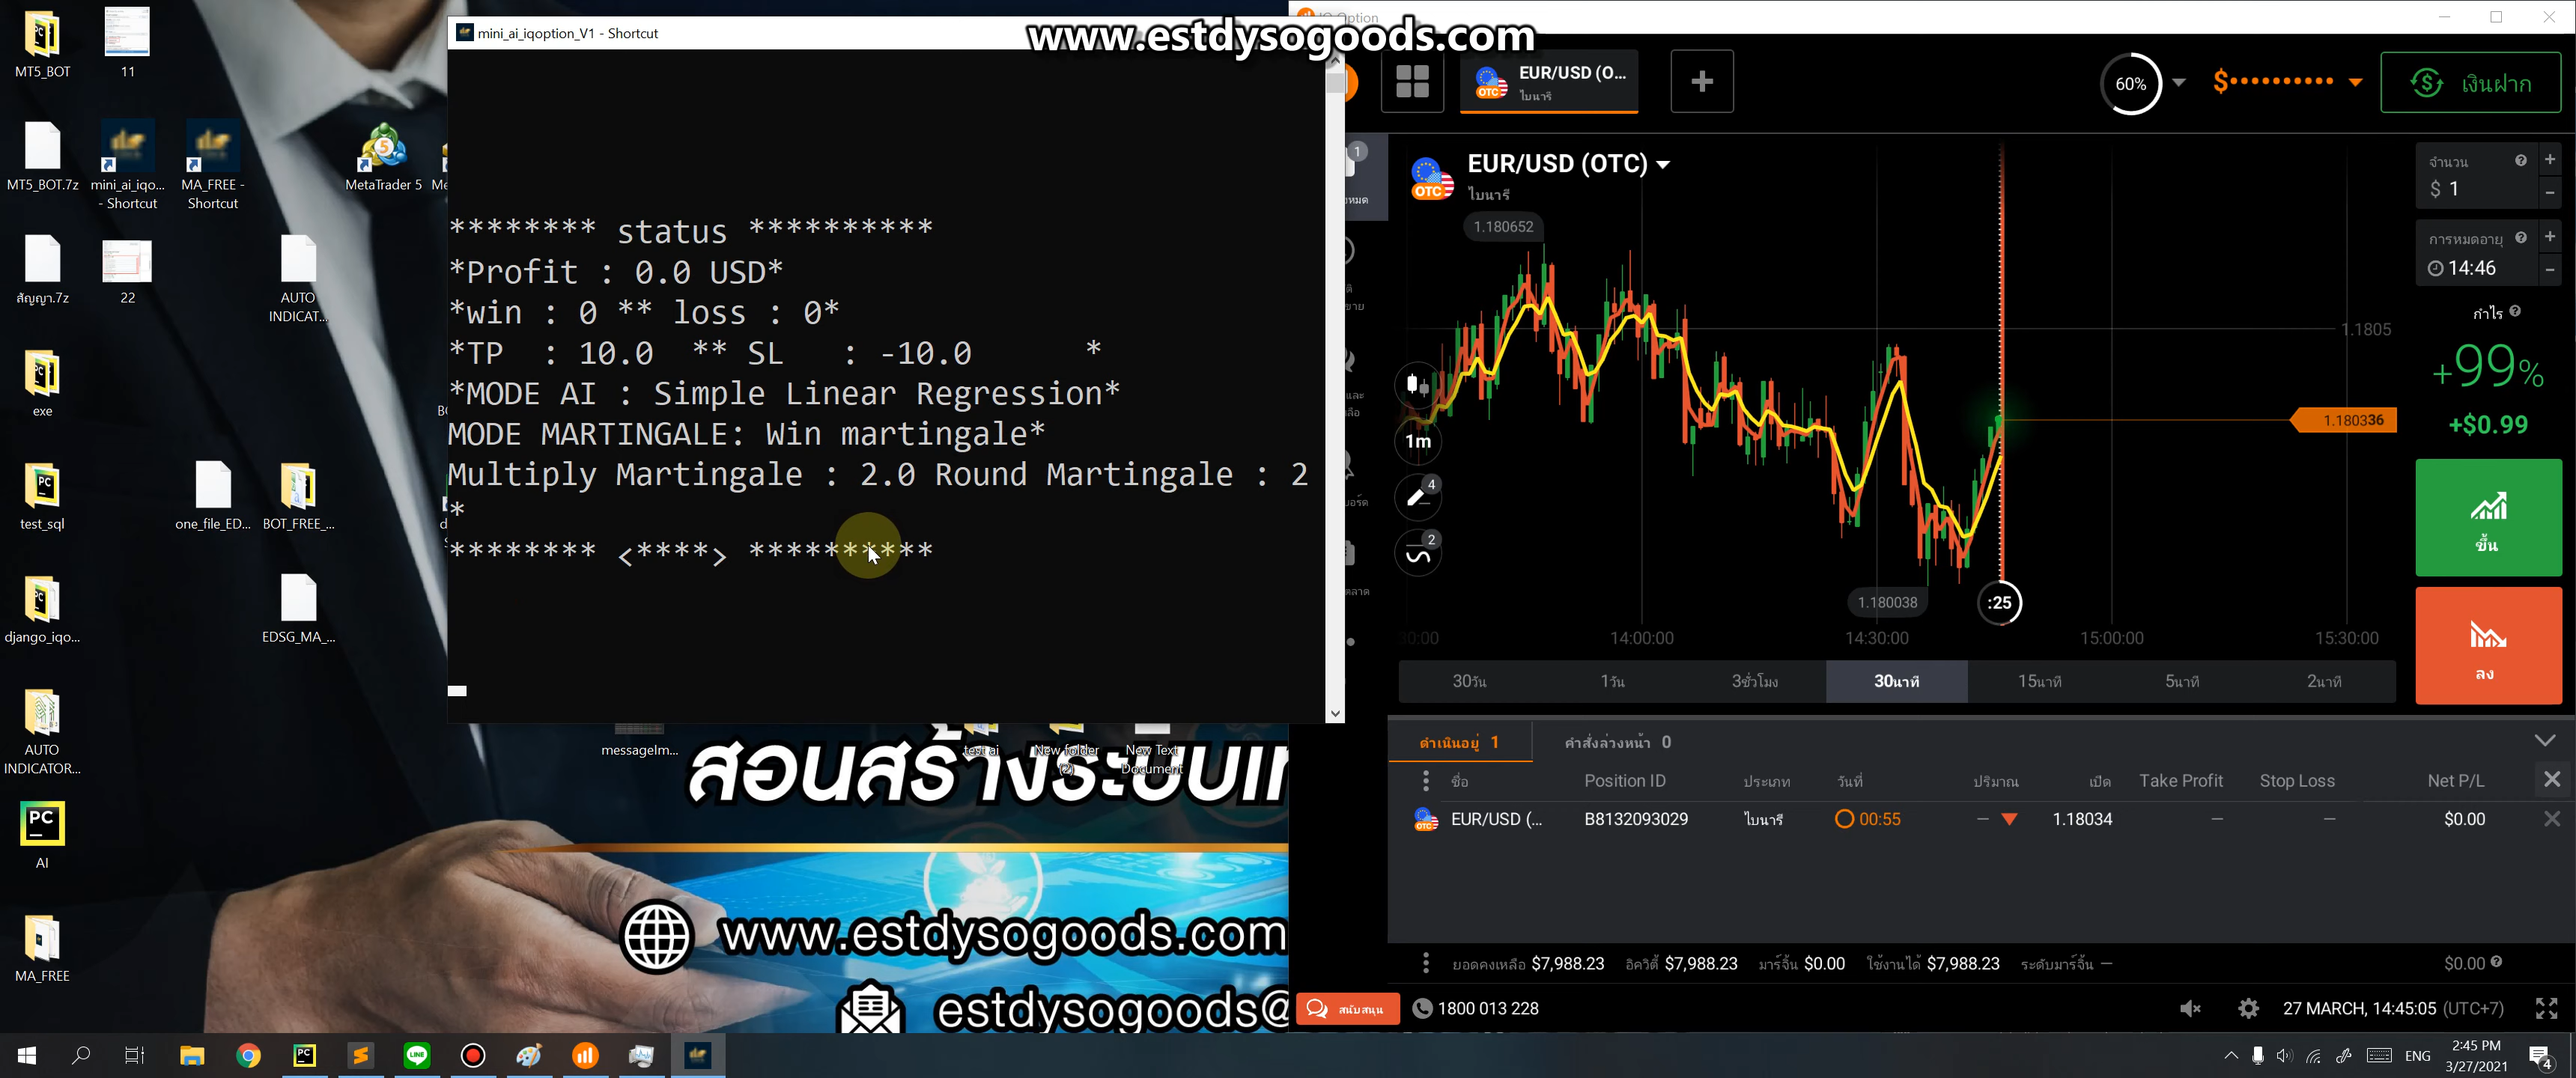 www.estdysogoods.com
MT5_BOT
11
MT5_BOT.7z
mini_ai_iqo...
- Shortcut
MA_FREE -
Shortcut
MetaTrader 5
สัญญา.7z
22
AUTO
INDICAT...
exe
test_sql
one_file_ED...
BOT_FREE_...
django_iqo...
EDSG_MA_...
AUTO
INDICATOR...
AI
MA_FREE
mini_ai_iqoption_V1 - Shortcut
******** status **********
*Profit : 0.0 USD*
*win : 0 ** loss : 0*
*TP : 10.0 ** SL : -10.0 *
*MODE AI : Simple Linear Regression*
MODE MARTINGALE: Win martingale*
Multiply Martingale : 2.0 Round Martingale : 2
*
******** <****> **********
messageIm...
test ai
New folder
(2)
New Text
Document
www.estdysogoods.com
estdysogoods@
EUR/USD (O...
OTC
ไบนารี
60%
$
เงินฝาก
1
EUR/USD (OTC)
OTC
ไบนารี
1.180652
1.1805
1.180336
1m
4
2
1.180038
:25
14:00:00
14:30:00
15:00:00
15:30:00
30วัน
1วัน
3ชั่วโมง
30นาที
15นาที
5นาที
2นาที
จำนวน
$ 1
การหมดอายุ
14:46
กำไร
+99%
+$0.99
ขึ้น
ลง
ดำเนินอยู่ 1
คำสั่งล่วงหน้า 0
ชื่อ
Position ID
ประเภท
วันที่
ปริมาณ
เปิด
Take Profit
Stop Loss
Net P/L
EUR/USD (...
B8132093029
ไบนารี
00:55
1.18034
$0.00
ยอดคงเหลือ $7,988.23
อิควิตี้ $7,988.23
มาร์จิ้น $0.00
ใช้งานได้ $7,988.23
ระดับมาร์จิ้น —
$0.00
สนับสนุน
1800 013 228
27 MARCH, 14:45:05 (UTC+7)
ENG
2:45 PM
3/27/2021
4